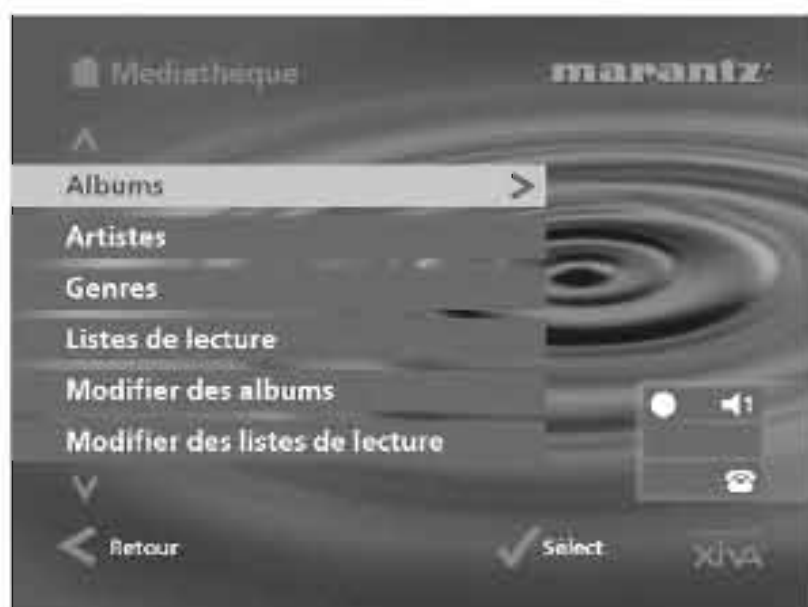 Mediatheque
marantz
Albums >
Artistes
Genres
Listes de lecture
Modifier des albums
Modifier des listes de lecture
1
Retour
Select
XiVA